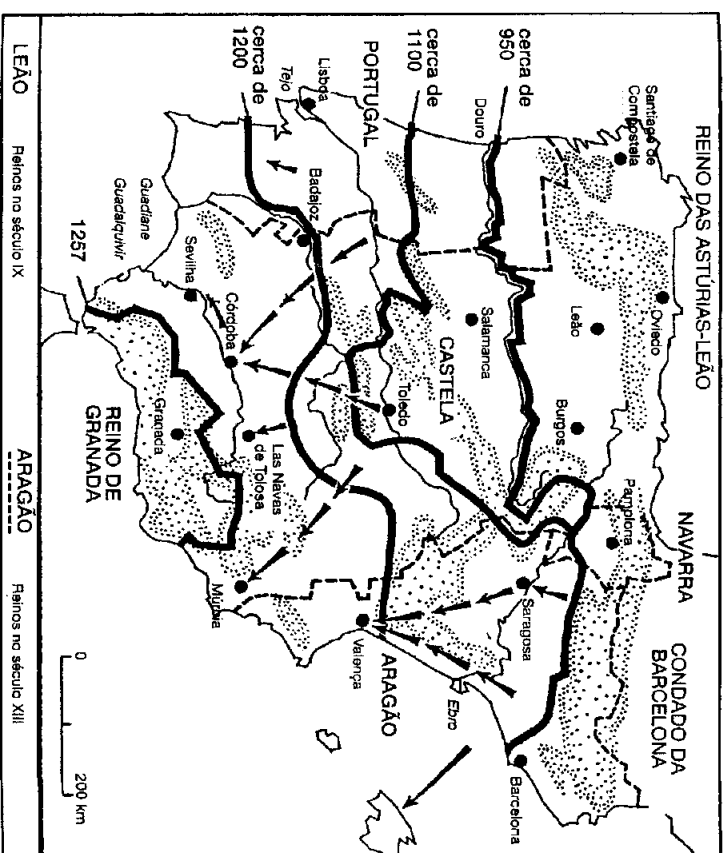 REINO DAS ASTÚRIAS-LEÃO
NAVARRA
CONDADO DA
BARCELONA
Santiago de
Compostela
Oviedo
Leão
Burgos
Pamplona
cerca de
950
Douro
Salamanca
Saragosa
Barcelona
cerca de
1100
CASTELA
Ebro
PORTUGAL
Toledo
ARAGÃO
Valença
Lisboa
Tejo
Badajoz
cerca de
1200
Las Navas
de Tolosa
Córdoba
Múrcia
Sevilha
Guadiane
Guadalquivir
Granada
1257
REINO DE
GRANADA
0
200 km
LEÃO
Reinos no século IX
ARAGÃO
Reinos no século XIII